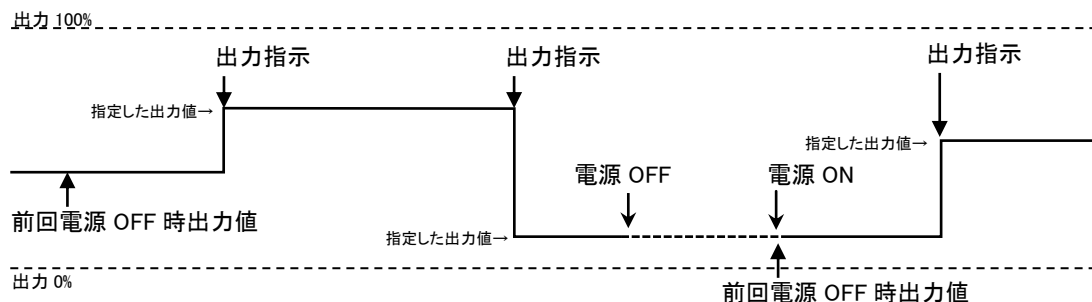 出力 100%
出力指示
出力指示
出力指示
指定した出力値→
指定した出力値→
電源 OFF
電源 ON
前回電源 OFF 時出力値
指定した出力値→
出力 0%
前回電源 OFF 時出力値